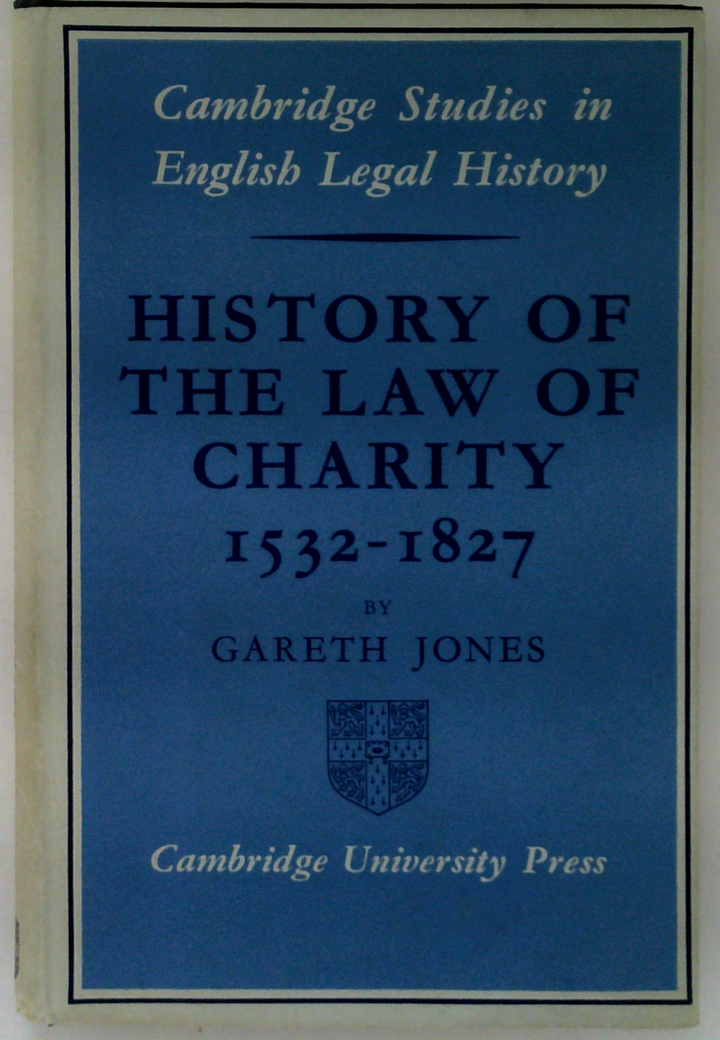 Cambridge Studies in
English Legal History
HISTORY OF
THE LAW OF
CHARITY
1532-1827
BY
GARETH JONES
Cambridge University Press